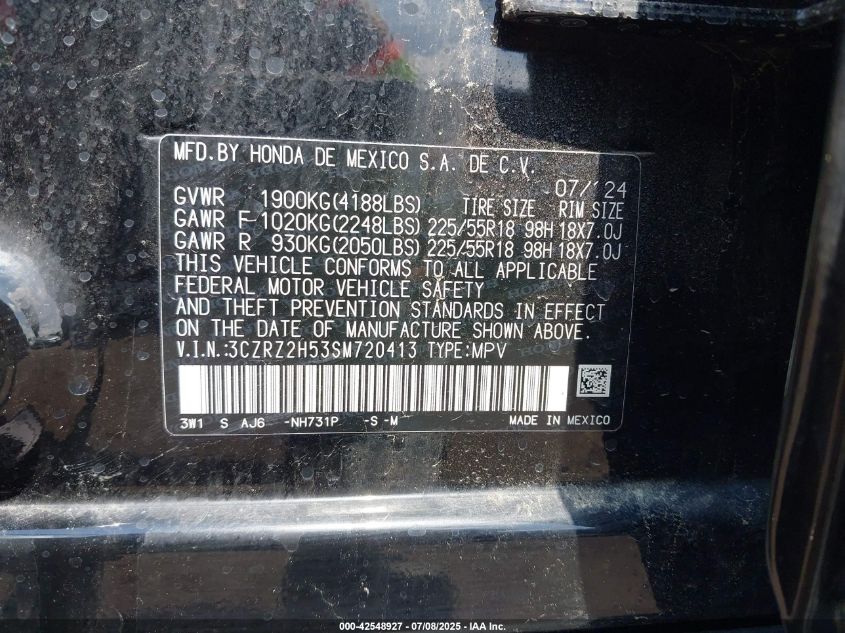 MFD.BY HONDA DE MEXICO S.A. DE C.V.
07/'24
GVWR 1900KG(4188LBS) TIRE SIZE RIM SIZE
GAWR F 1020KG(2248LBS) 225/55R18 98H 18X7.0J
GAWR R 930KG(2050LBS) 225/55R18 98H 18X7.0J
THIS VEHICLE CONFORMS TO ALL APPLICABLE
FEDERAL MOTOR VEHICLE SAFETY
AND THEFT PREVENTION STANDARDS IN EFFECT
ON THE DATE OF MANUFACTURE SHOWN ABOVE.
V.I.N.:3CZRZ2H53SM720413 TYPE:MPV
3W1 S AJ6 -NH731P -S -M MADE IN MEXICO
000-42548927 - 07/08/2025 - IAA Inc.